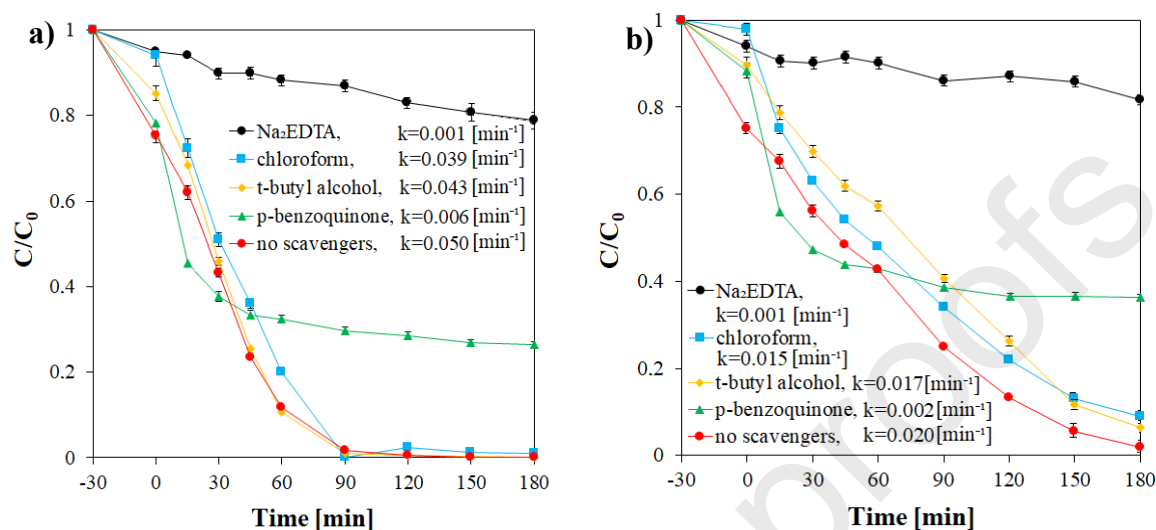 a)
C/C₀
1
0.8
0.6
0.4
0.2
0
Na₂EDTA, k=0.001 [min⁻¹]
chloroform, k=0.039 [min⁻¹]
t-butyl alcohol, k=0.043 [min⁻¹]
p-benzoquinone, k=0.006 [min⁻¹]
no scavengers, k=0.050 [min⁻¹]
-30 0 30 60 90 120 150 180
Time [min]
b)
C/C₀
1
0.8
0.6
0.4
0.2
0
Na₂EDTA,
k=0.001 [min⁻¹]
chloroform,
k=0.015 [min⁻¹]
t-butyl alcohol, k=0.017 [min⁻¹]
p-benzoquinone, k=0.002 [min⁻¹]
no scavengers, k=0.020 [min⁻¹]
-30 0 30 60 90 120 150 180
Time [min]
proofs